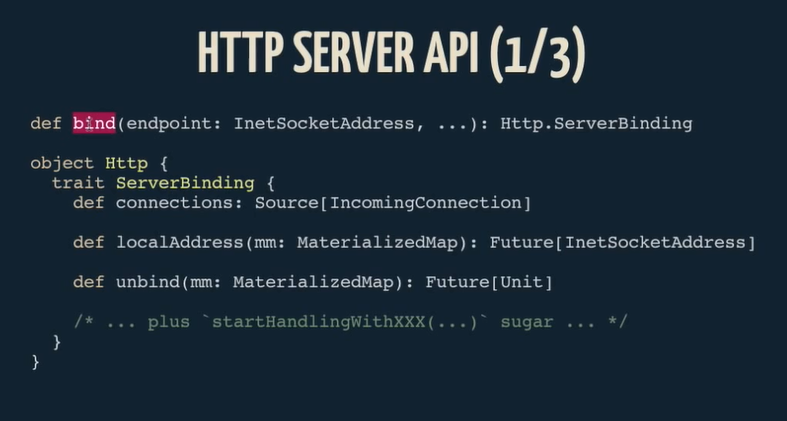 HTTP SERVER API (1/3)
def bind(endpoint: InetSocketAddress, ...): Http.ServerBinding
object Http {
  trait ServerBinding {
    def connections: Source[IncomingConnection]
    def localAddress(mm: MaterializedMap): Future[InetSocketAddress]
    def unbind(mm: MaterializedMap): Future[Unit]
    /* ... plus `startHandlingWithXXX(...)` sugar ... */
  }
}